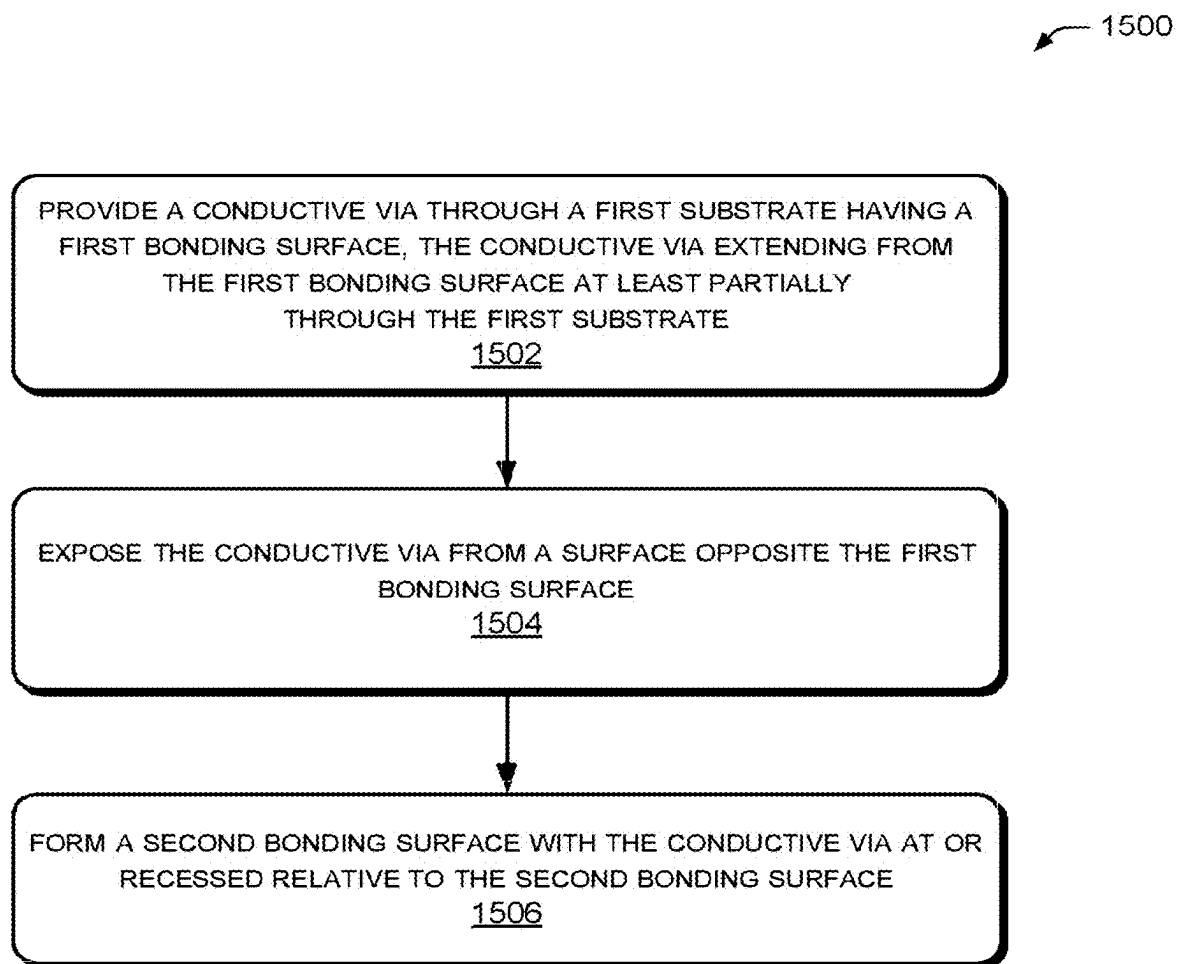 1500
PROVIDE A CONDUCTIVE VIA THROUGH A FIRST SUBSTRATE HAVING A
FIRST BONDING SURFACE, THE CONDUCTIVE VIA EXTENDING FROM
THE FIRST BONDING SURFACE AT LEAST PARTIALLY
THROUGH THE FIRST SUBSTRATE
1502
EXPOSE THE CONDUCTIVE VIA FROM A SURFACE OPPOSITE THE FIRST
BONDING SURFACE
1504
FORM A SECOND BONDING SURFACE WITH THE CONDUCTIVE VIA AT OR
RECESSED RELATIVE TO THE SECOND BONDING SURFACE
1506